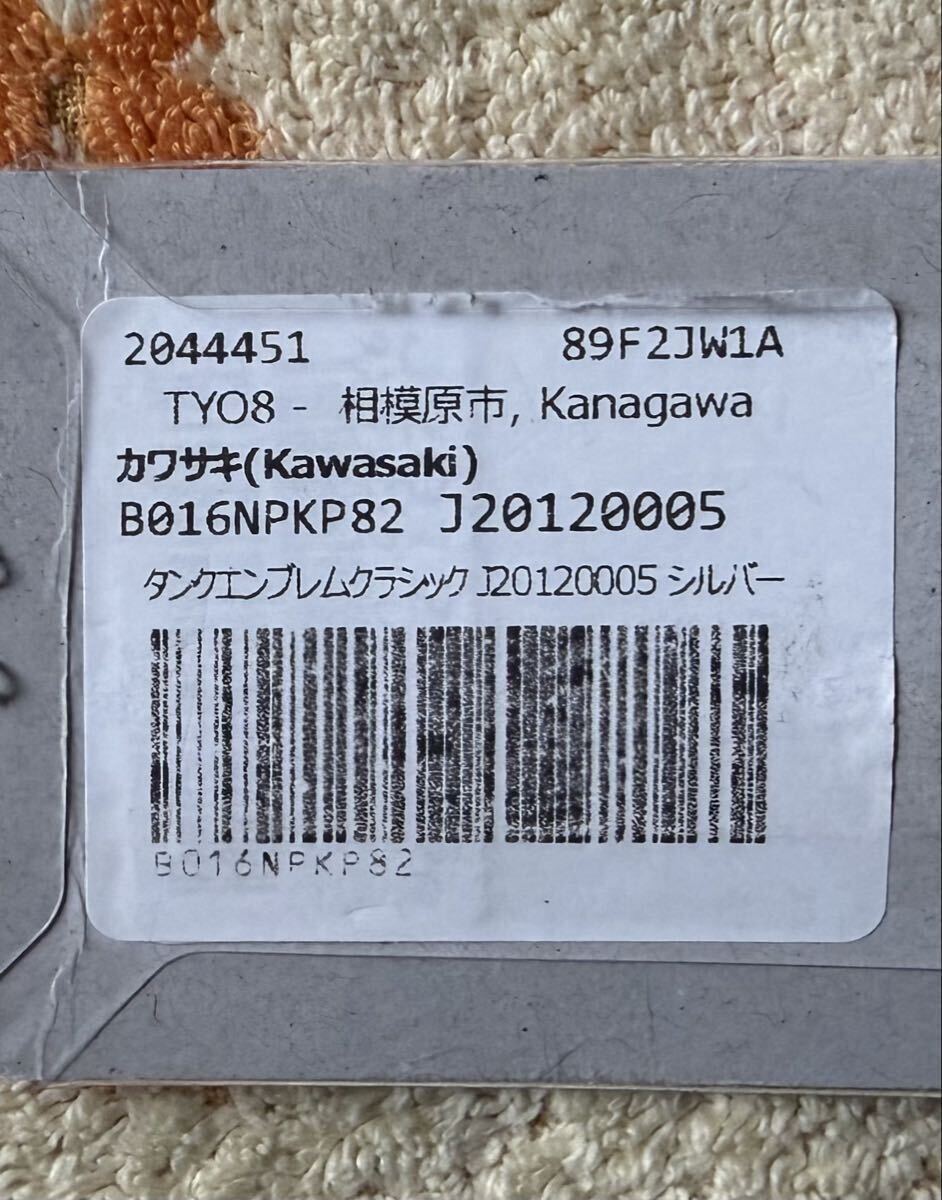 2044451 89F2JW1A
TYO8 - 相模原市, Kanagawa
カワサキ(Kawasaki)
B016NPKP82 J20120005
タンクエンブレムクラシック J20120005 シルバー
B016NPKP82